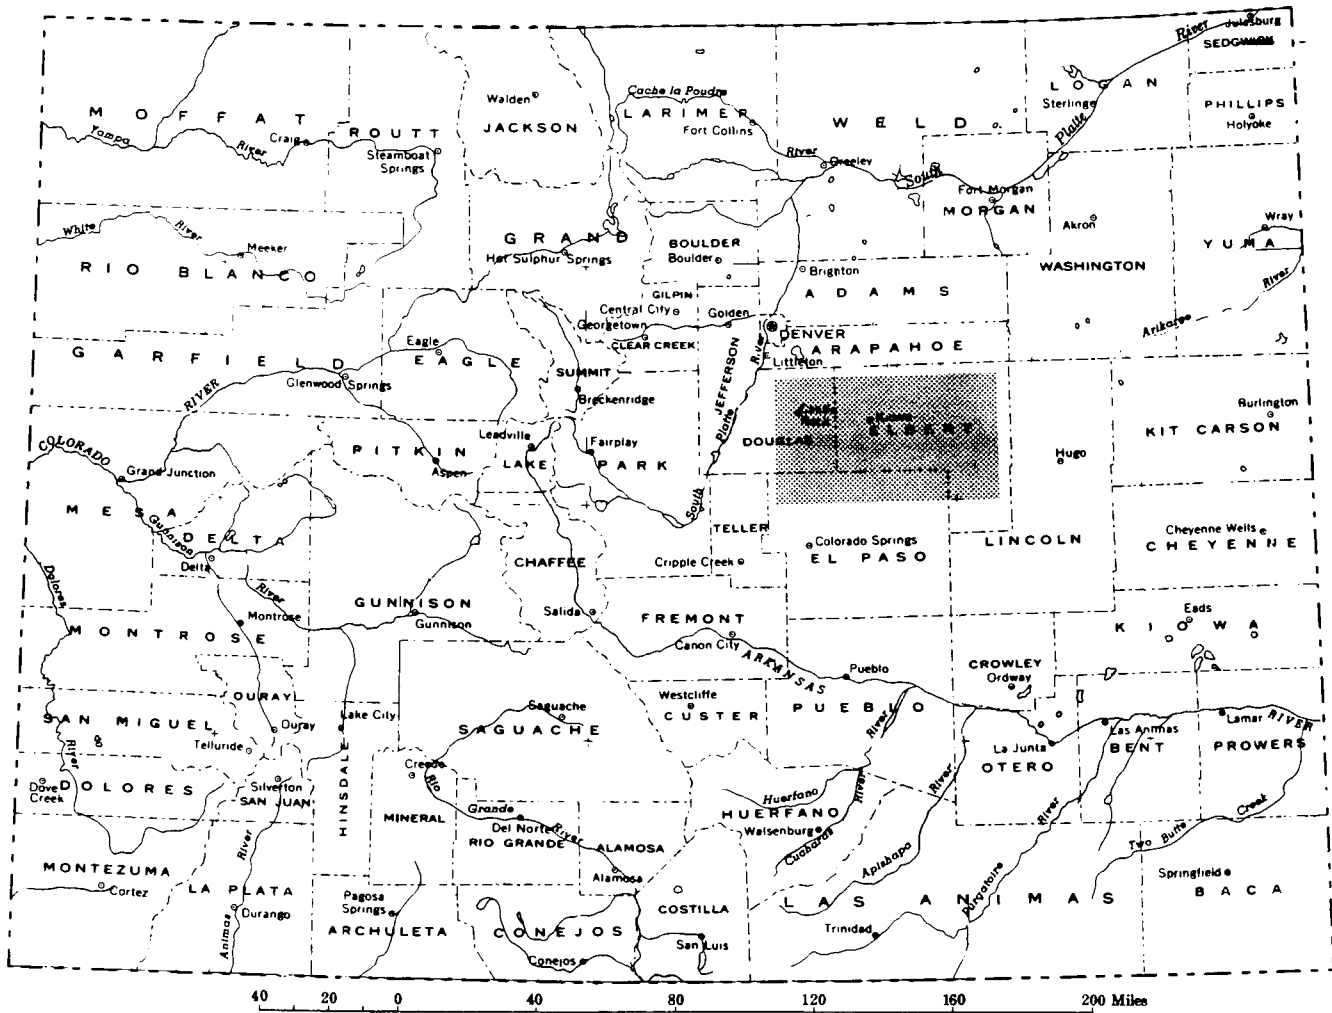 River
Julesburg
SEDGWICK
MOFFAT
Yampa
River
Craig
ROUTT
Steamboat
Springs
Walden
JACKSON
Cache la Poudre
LARIMER
Fort Collins
River
WELD
Greeley
South
LOGAN
Sterling
Platte
PHILLIPS
Holyoke
Fort Morgan
MORGAN
Akron
Wray
YUMA
WASHINGTON
River
Arikaree
White
River
Meeker
RIO BLANCO
GRAND
Hot Sulphur Springs
BOULDER
Boulder
Brighton
ADAMS
GILPIN
Central City
Golden
Georgetown
CLEAR CREEK
DENVER
ARAPAHOE
Littleton
River
JEFFERSON
Platte
South
GARFIELD
Eagle
EAGLE
Glenwood Springs
RIVER
SUMMIT
Breckenridge
DOUGLAS
Castle
Rock
Kiowa
ELBERT
Burlington
KIT CARSON
Hugo
COLORADO
Grand Junction
PITKIN
Aspen
Leadville
LAKE
Fairplay
PARK
MESA
Gunnison
DELTA
Delta
Dolores
River
TELLER
Cripple Creek
Colorado Springs
EL PASO
LINCOLN
Cheyenne Wells
CHEYENNE
CHAFFEE
Salida
GUNNISON
Gunnison
Montrose
MONTROSE
FREMONT
Canon City
ARKANSAS
Pueblo
PUEBLO
CROWLEY
Ordway
Eads
KIOWA
OURAY
Ouray
SAN MIGUEL
Telluride
Lake City
Saguache
SAGUACHE
Westcliffe
CUSTER
River
La Junta
OTERO
Las Anmas
BENT
Lamar
RIVER
PROWERS
River
Dove
Creek
DOLORES
Silverton
SAN JUAN
HINSDALE
Creede
MINERAL
Rio
Grande
River
Del Norte
RIO GRANDE
ALAMOSA
Alamosa
Huerfano
HUERFANO
Walsenburg
Cucharas
River
Apishapa
River
River
Purgatoire
Two Butte
Creek
MONTEZUMA
Cortez
LA PLATA
River
Animas
Durango
Pagosa
Springs
ARCHULETA
CONEJOS
Conejos
COSTILLA
San Luis
LAS ANIMAS
Trinidad
Springfield
BACA
40 20 0 40 80 120 160 200 Miles